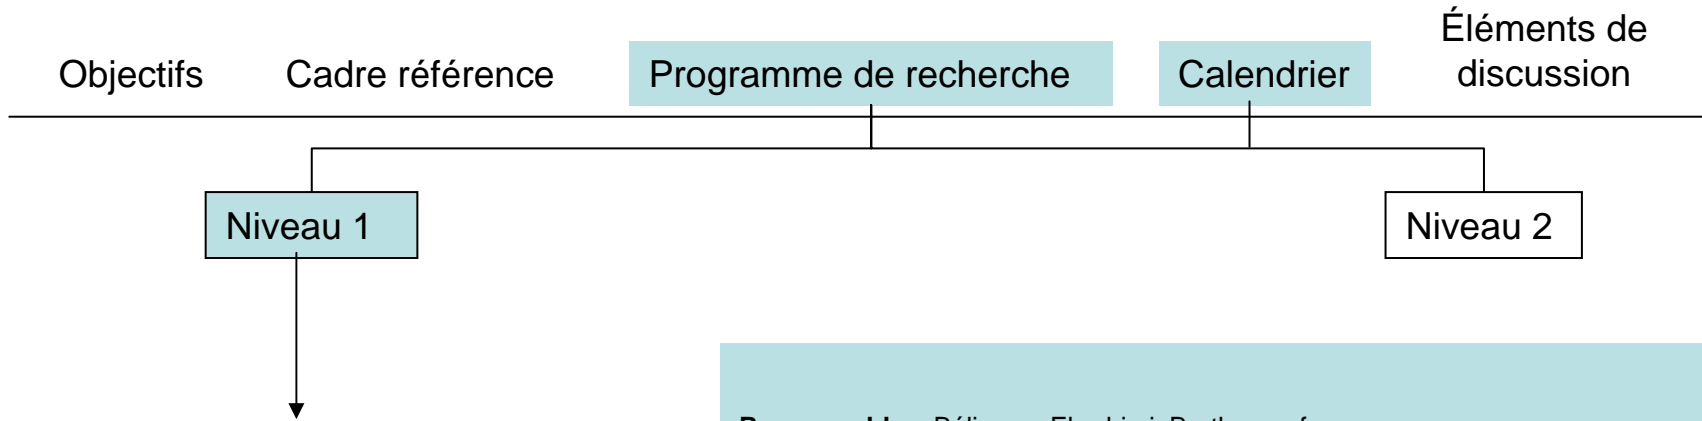 Objectifs Cadre référence Programme de recherche Calendrier Éléments de
discussion
Niveau 1 Niveau 2